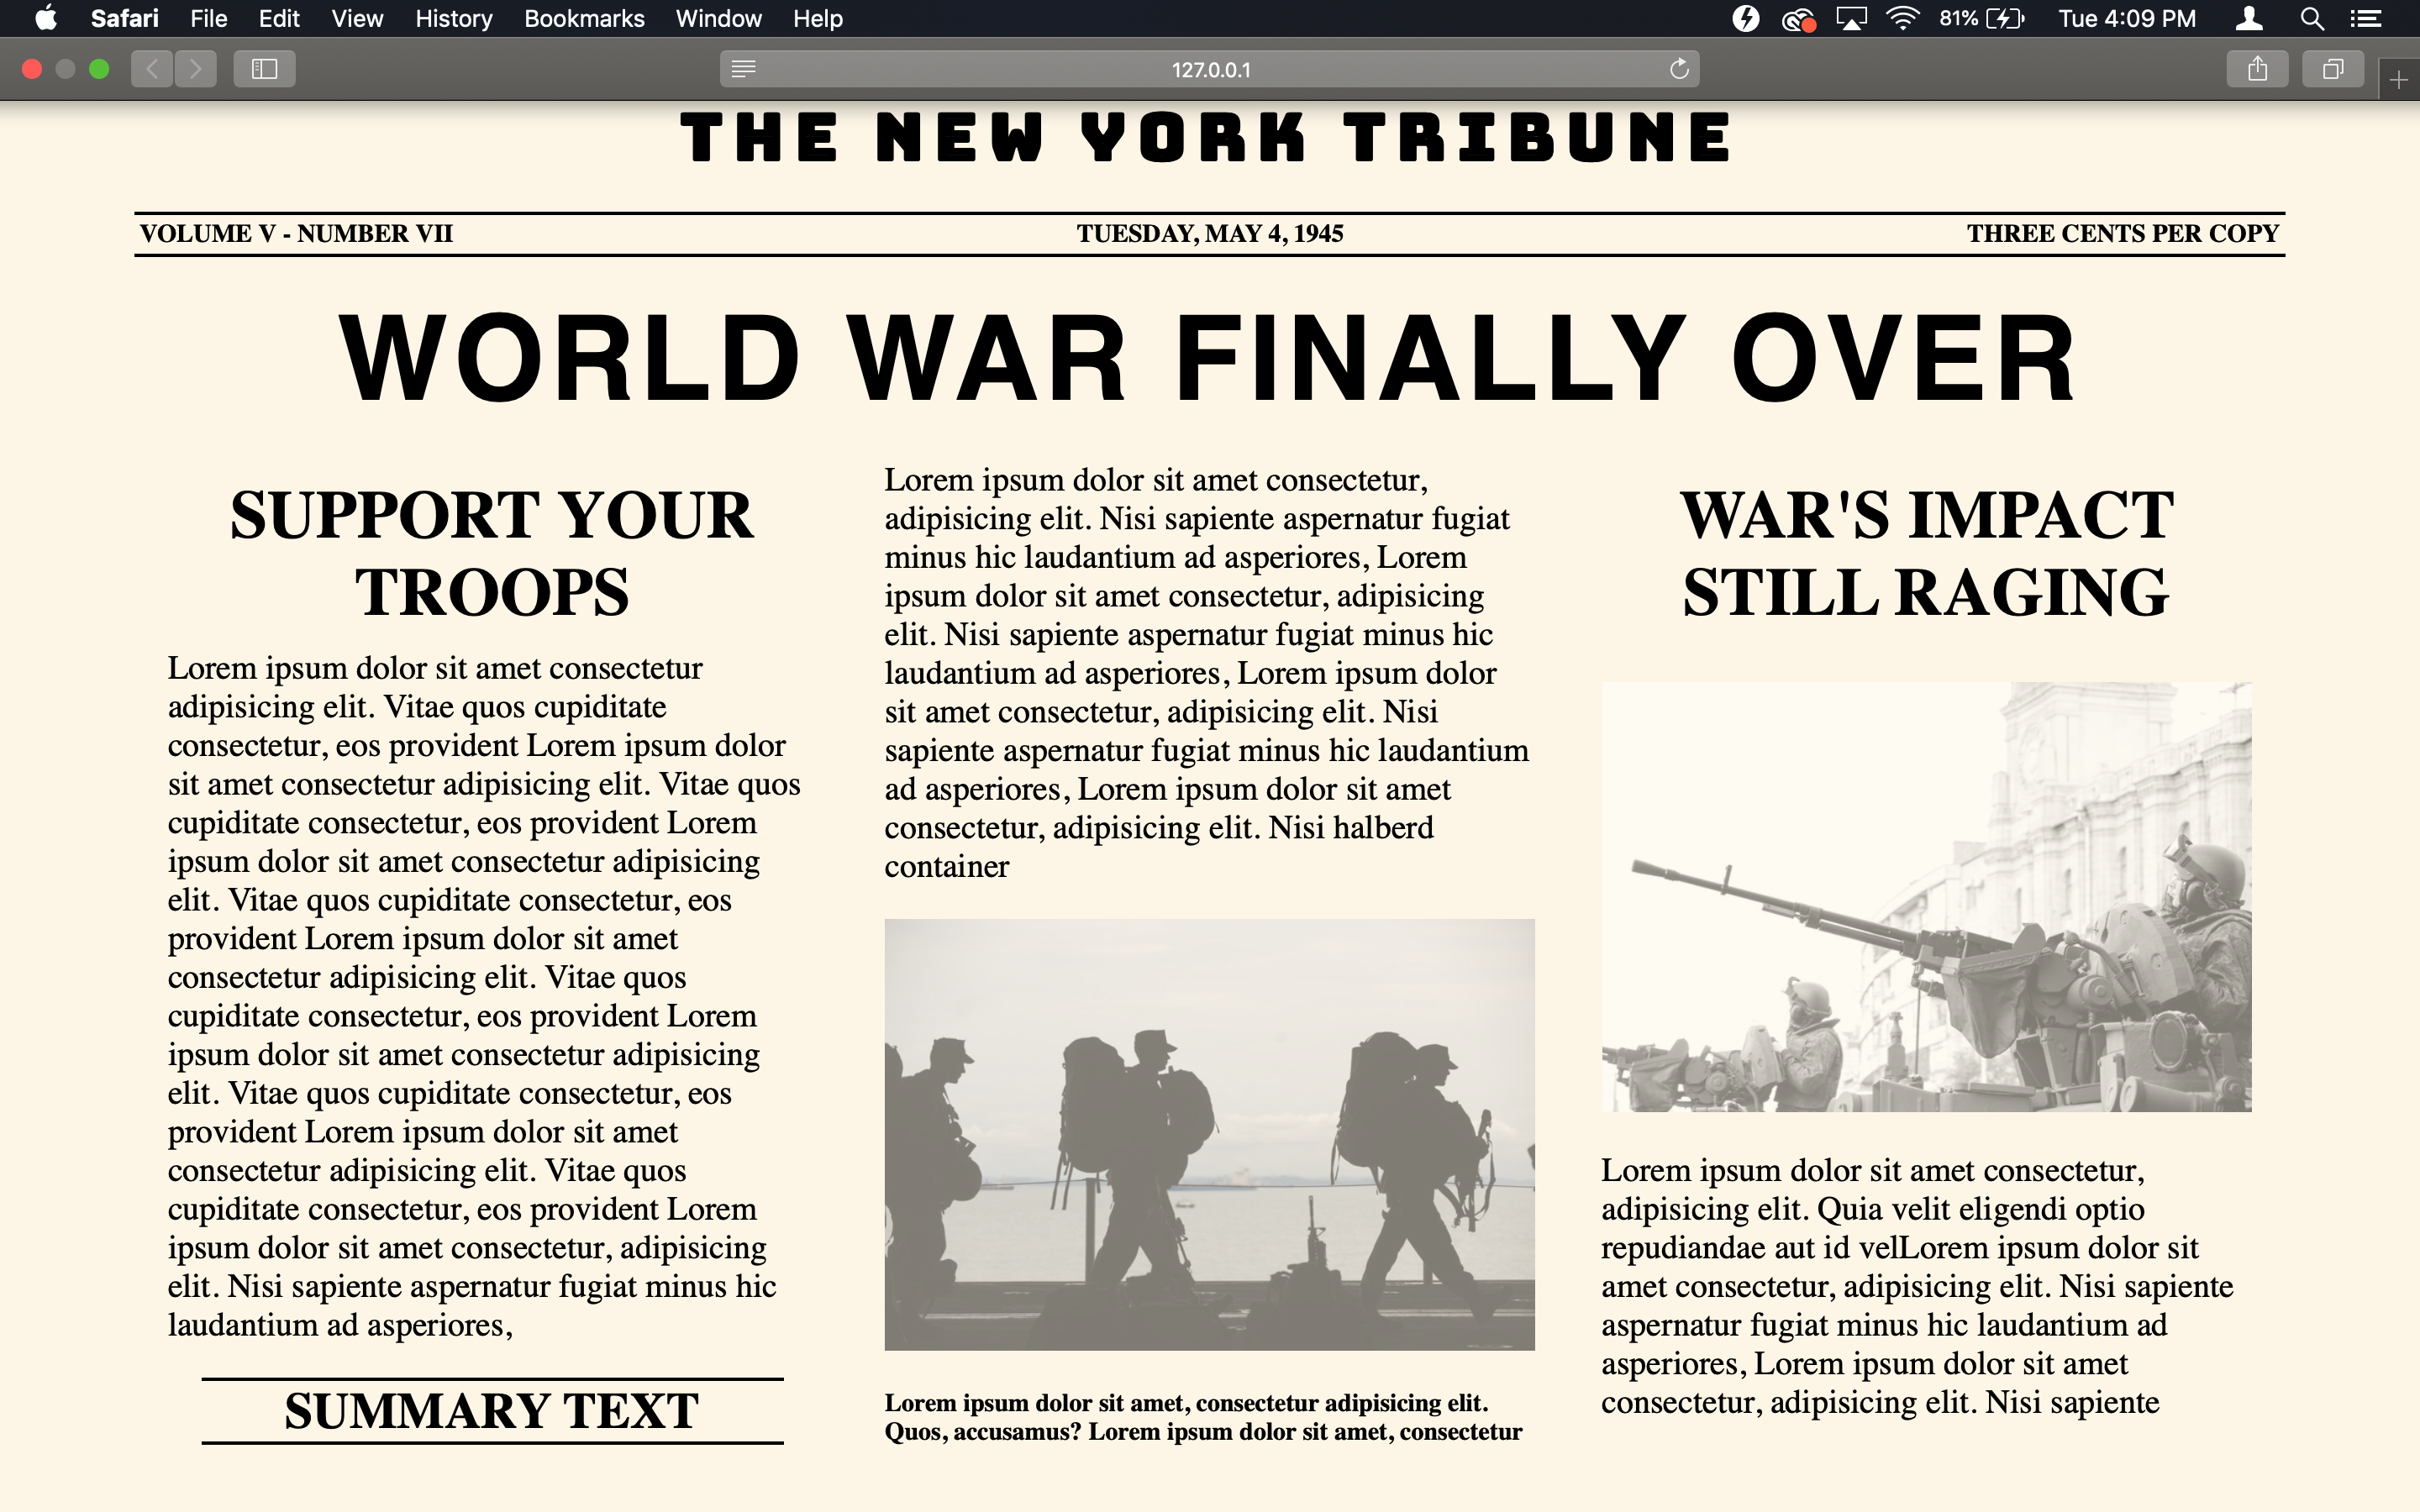 Safari File Edit View History Bookmarks Window Help 81% Tue 4:09 PM
127.0.0.1
THE NEW YORK TRIBUNE
VOLUME V - NUMBER VII TUESDAY, MAY 4, 1945 THREE CENTS PER COPY
WORLD WAR FINALLY OVER
SUPPORT YOUR
TROOPS
Lorem ipsum dolor sit amet consectetur
adipisicing elit. Vitae quos cupiditate
consectetur, eos provident Lorem ipsum dolor
sit amet consectetur adipisicing elit. Vitae quos
cupiditate consectetur, eos provident Lorem
ipsum dolor sit amet consectetur adipisicing
elit. Vitae quos cupiditate consectetur, eos
provident Lorem ipsum dolor sit amet
consectetur adipisicing elit. Vitae quos
cupiditate consectetur, eos provident Lorem
ipsum dolor sit amet consectetur adipisicing
elit. Vitae quos cupiditate consectetur, eos
provident Lorem ipsum dolor sit amet
consectetur adipisicing elit. Vitae quos
cupiditate consectetur, eos provident Lorem
ipsum dolor sit amet consectetur, adipisicing
elit. Nisi sapiente aspernatur fugiat minus hic
laudantium ad asperiores,
SUMMARY TEXT
Lorem ipsum dolor sit amet consectetur,
adipisicing elit. Nisi sapiente aspernatur fugiat
minus hic laudantium ad asperiores, Lorem
ipsum dolor sit amet consectetur, adipisicing
elit. Nisi sapiente aspernatur fugiat minus hic
laudantium ad asperiores, Lorem ipsum dolor
sit amet consectetur, adipisicing elit. Nisi
sapiente aspernatur fugiat minus hic laudantium
ad asperiores, Lorem ipsum dolor sit amet
consectetur, adipisicing elit. Nisi halberd
container
Lorem ipsum dolor sit amet, consectetur adipisicing elit.
Quos, accusamus? Lorem ipsum dolor sit amet, consectetur
WAR'S IMPACT
STILL RAGING
Lorem ipsum dolor sit amet consectetur,
adipisicing elit. Quia velit eligendi optio
repudiandae aut id velLorem ipsum dolor sit
amet consectetur, adipisicing elit. Nisi sapiente
aspernatur fugiat minus hic laudantium ad
asperiores, Lorem ipsum dolor sit amet
consectetur, adipisicing elit. Nisi sapiente